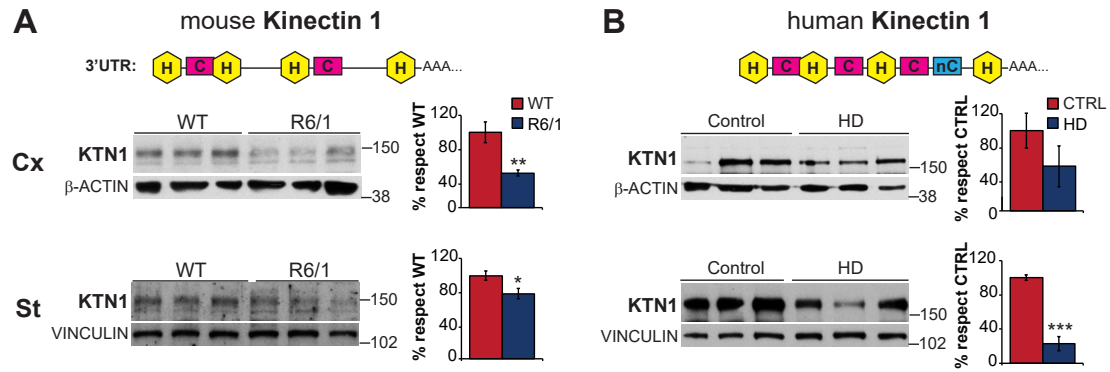 A
mouse Kinectin 1
3'UTR: H C H H C H AAA...
Cx
WT R6/1
KTN1
150
β-ACTIN
38
WT
R6/1
% respect WT
120
80
40
0
**
St
WT R6/1
KTN1
150
VINCULIN
102
% respect WT
120
80
40
0
*
B
human Kinectin 1
H C H C H C nC H AAA...
Control HD
KTN1
150
β-ACTIN
38
CTRL
HD
% respect CTRL
120
80
40
0
Control HD
KTN1
150
VINCULIN
102
% respect CTRL
120
80
40
0
***